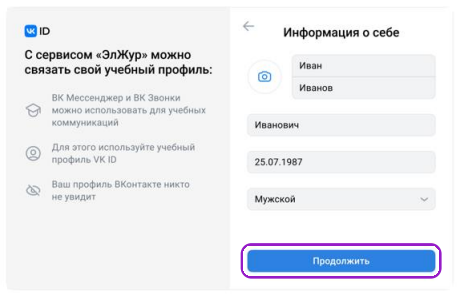 VK ID
С сервисом «ЭлЖур» можно
связать свой учебный профиль:
ВК Мессенджер и ВК Звонки
можно использовать для учебных
коммуникаций
Для этого используйте учебный
профиль VK ID
Ваш профиль ВКонтакте никто
не увидит
Информация о себе
Иван
Иванов
Иванович
25.07.1987
Мужской
Продолжить